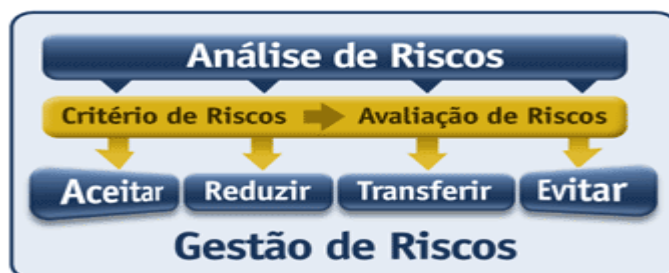 Análise de Riscos
Critério de Riscos Avaliação de Riscos
Aceitar Reduzir Transferir Evitar
Gestão de Riscos